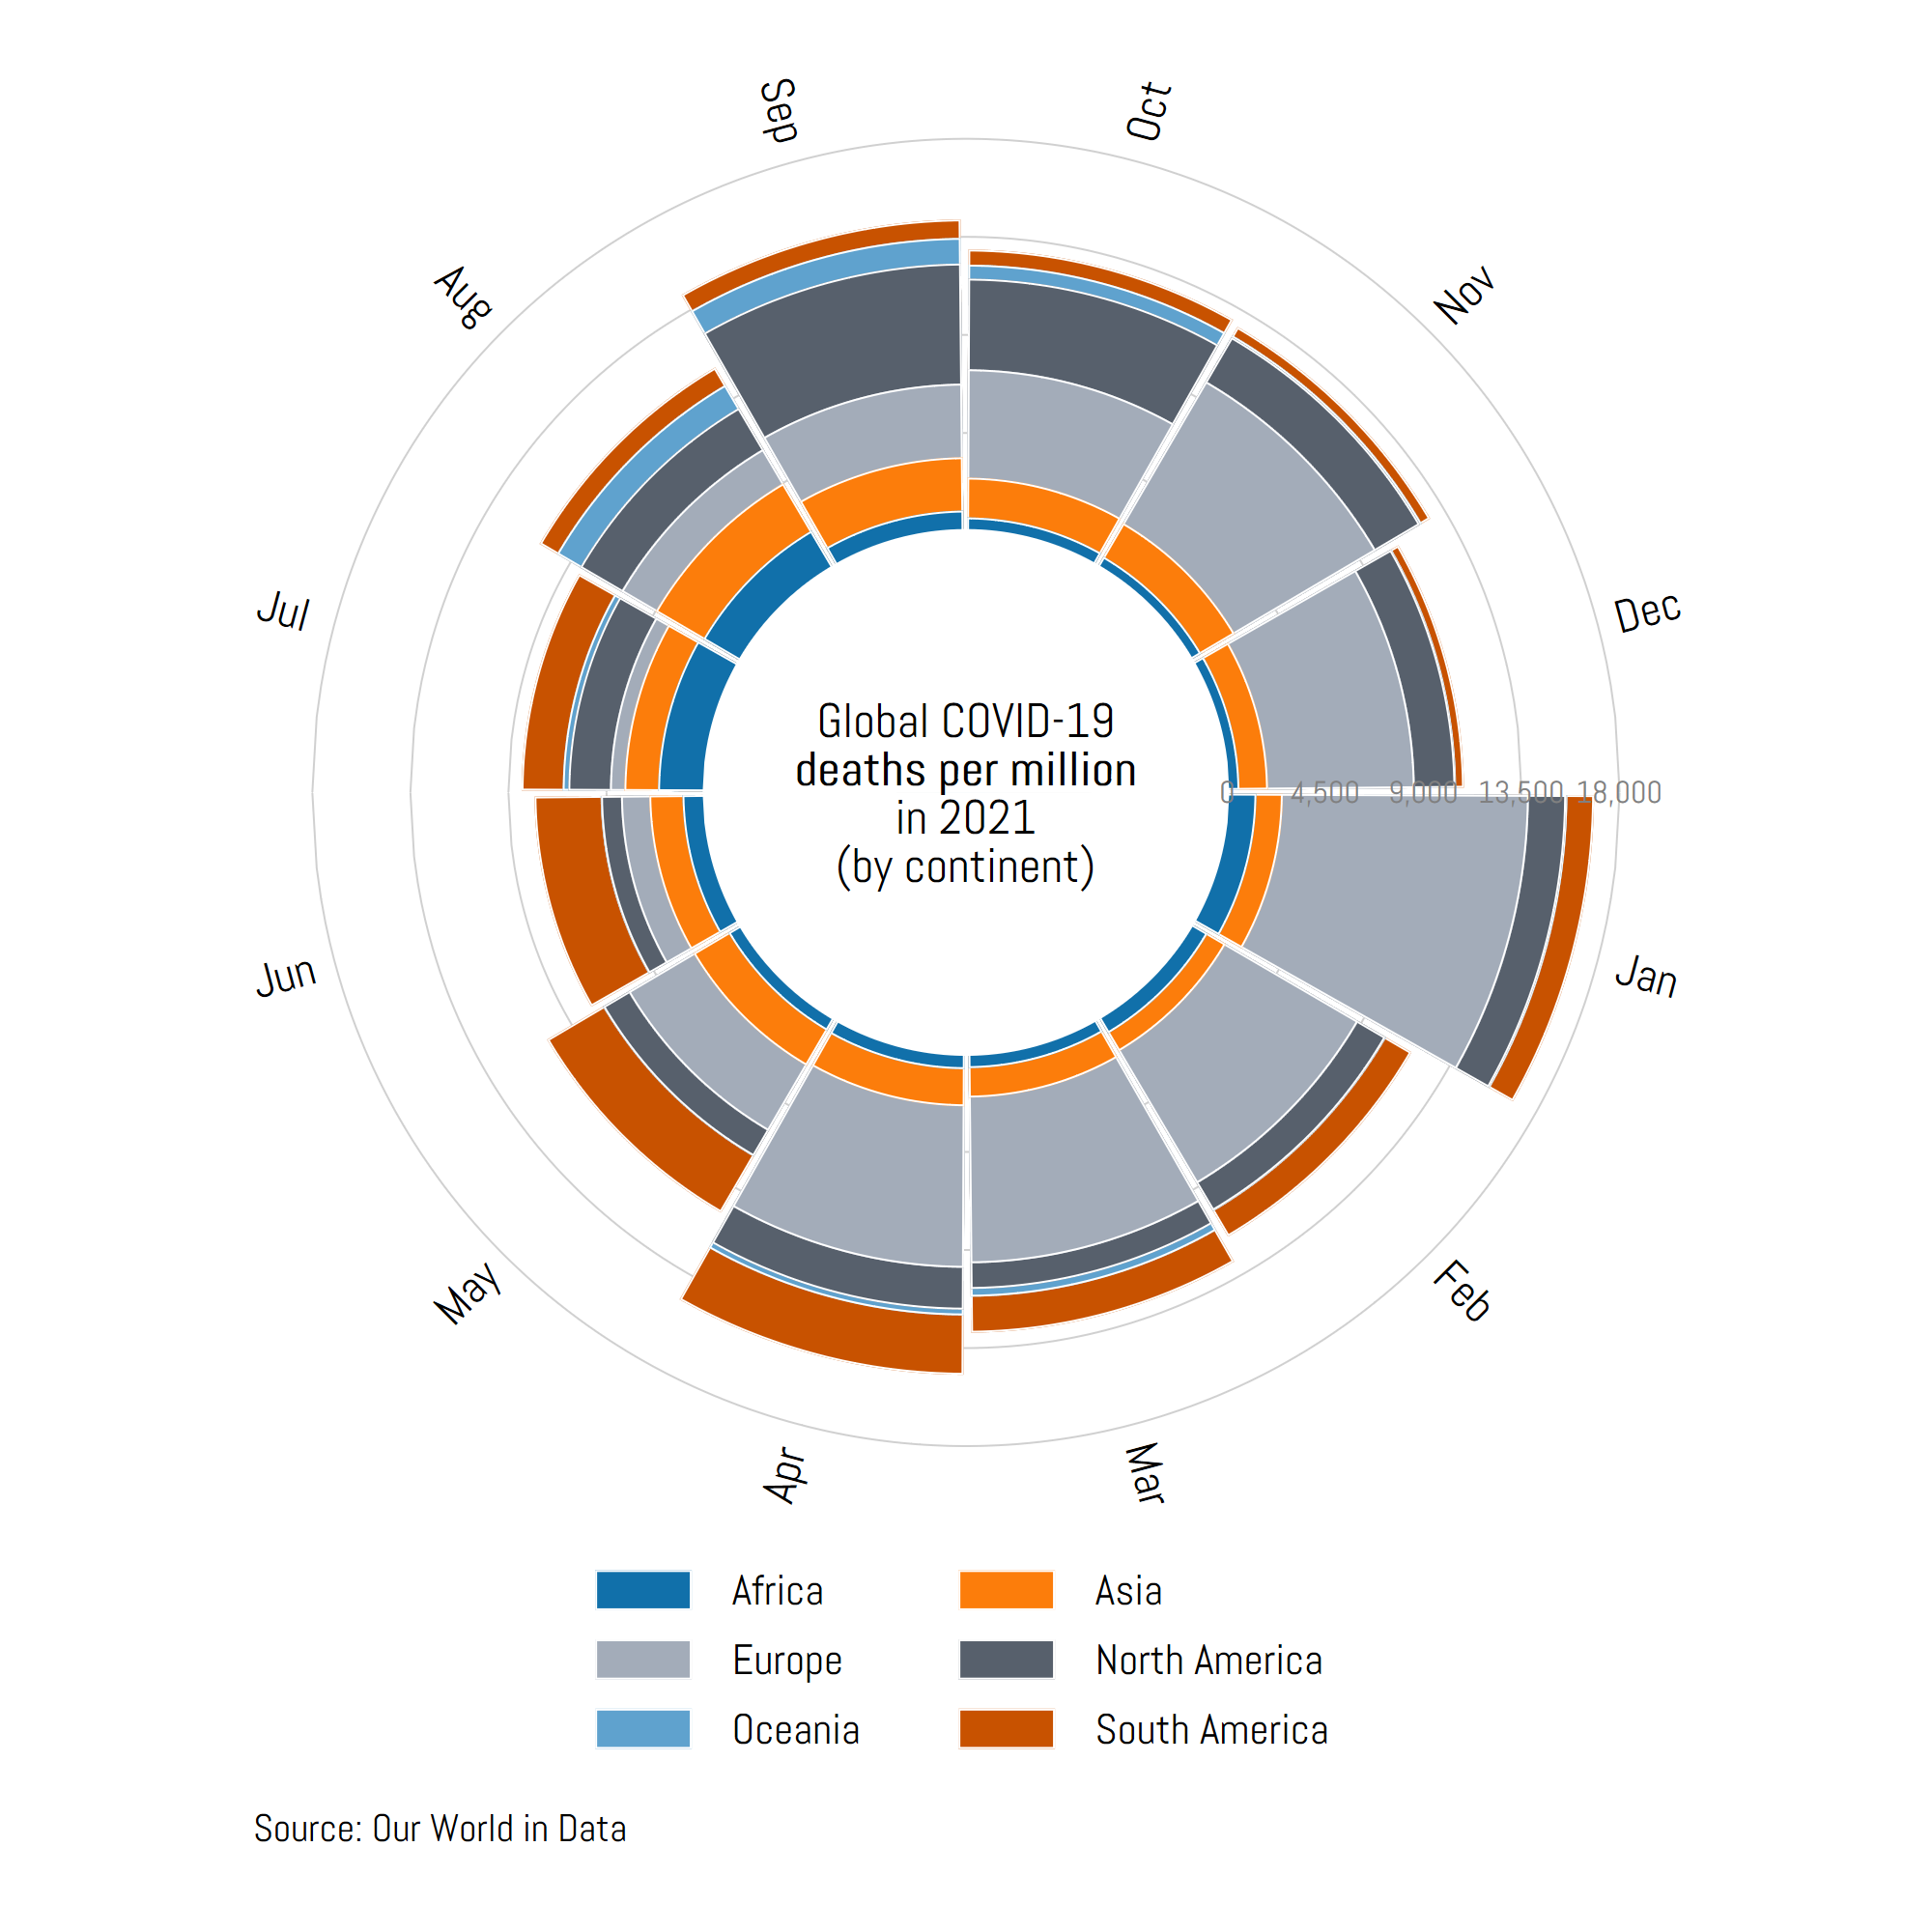 Sep
Oct
Aug
Nov
Jul
Dec
Global COVID-19
deaths per million
in 2021
(by continent)
0 4,500 9,000 13,500 18,000
Jun
Jan
May
Feb
Apr
Mar
Africa
Asia
Europe
North America
Oceania
South America
Source: Our World in Data